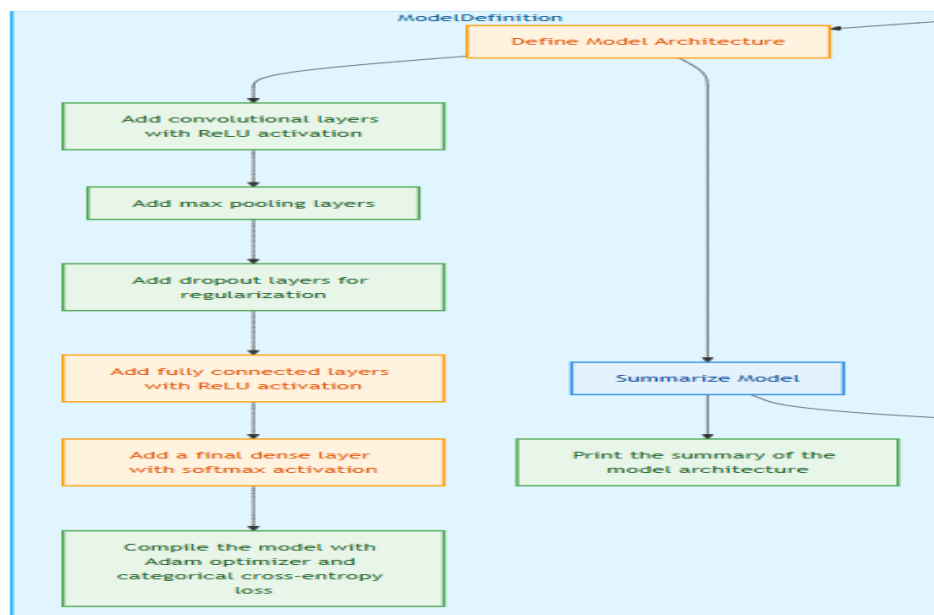 ModelDefinition
Define Model Architecture
Add convolutional layers
with ReLU activation
Add max pooling layers
Add dropout layers for
regularization
Add fully connected layers
with ReLU activation
Summarize Model
Add a final dense layer
with softmax activation
Print the summary of the
model architecture
Compile the model with
Adam optimizer and
categorical cross-entropy
loss